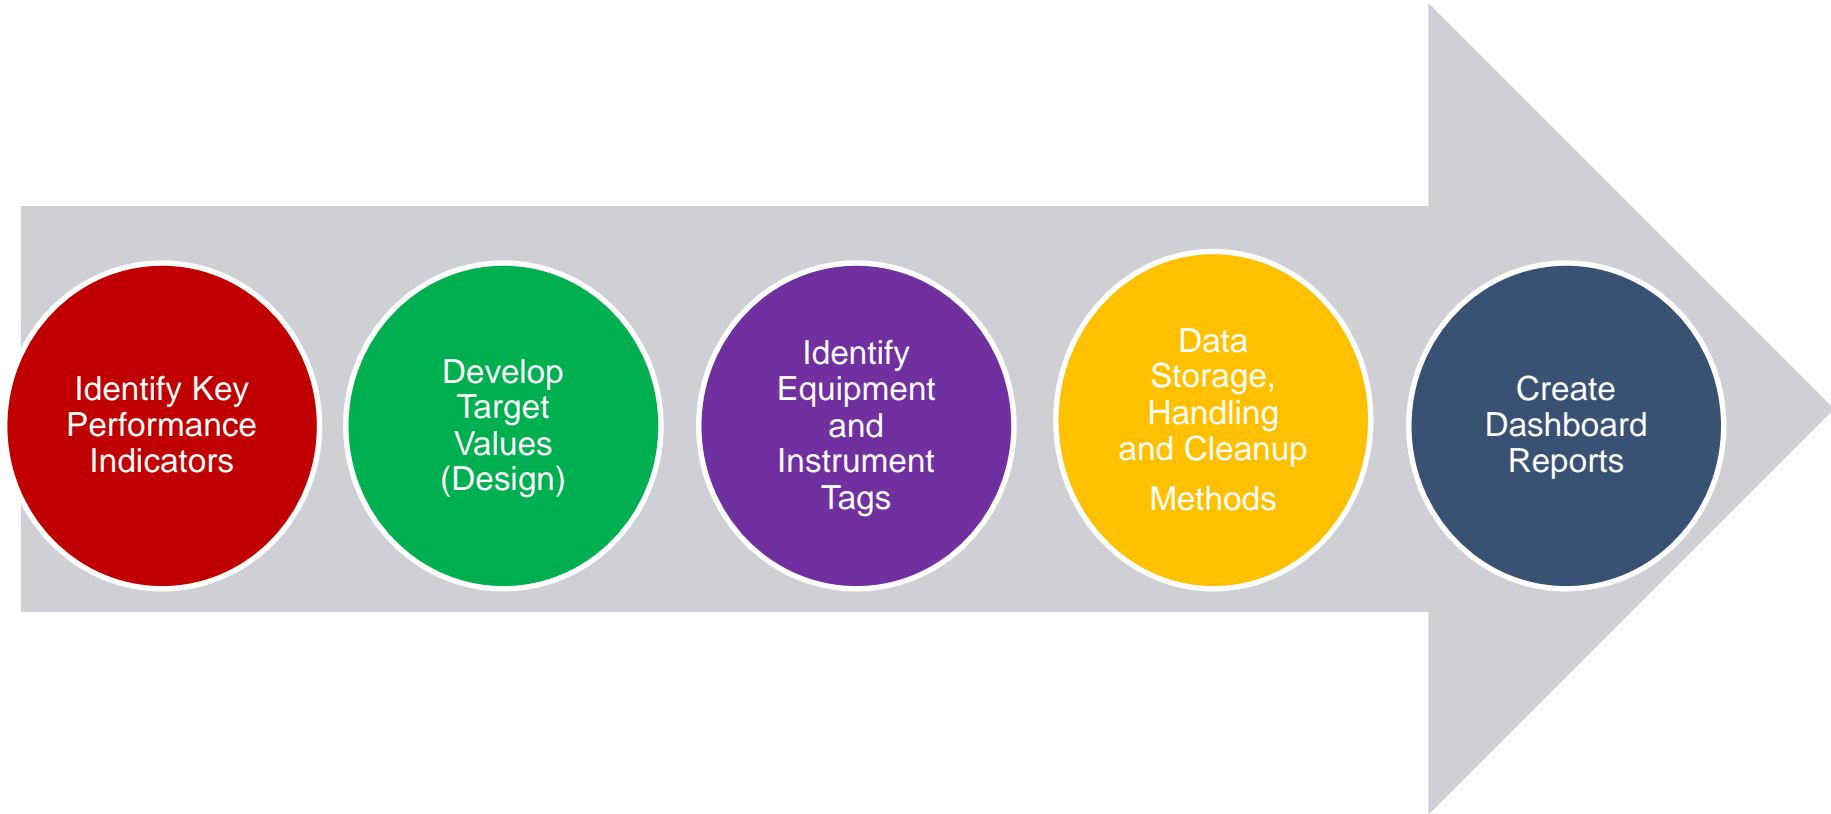 Identify Key
Performance
Indicators
Develop
Target
Values
(Design)
Identify
Equipment
and
Instrument
Tags
Data
Storage,
Handling
and Cleanup
Methods
Create
Dashboard
Reports